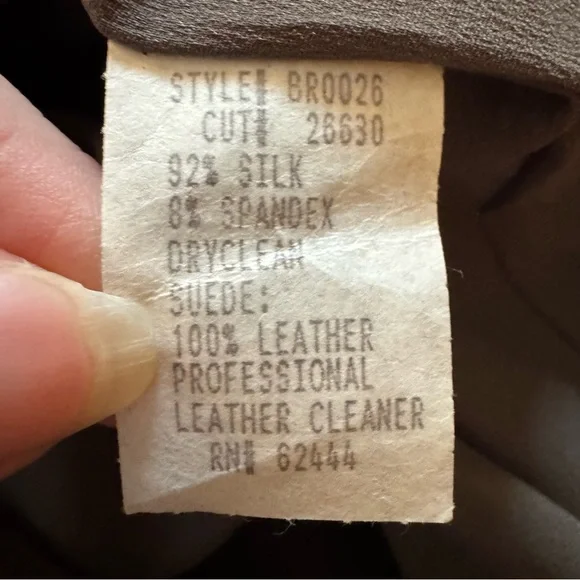 STYLE# BR0026
CUT# 26630
92% SILK
8% SPANDEX
DRYCLEAN
SUEDE:
100% LEATHER
PROFESSIONAL
LEATHER CLEANER
RN# 62444